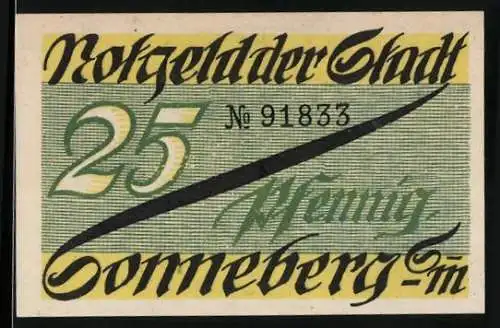 Notgeld der Stadt
25
№ 91833
Pfennig.
Sonneberg S-m̄